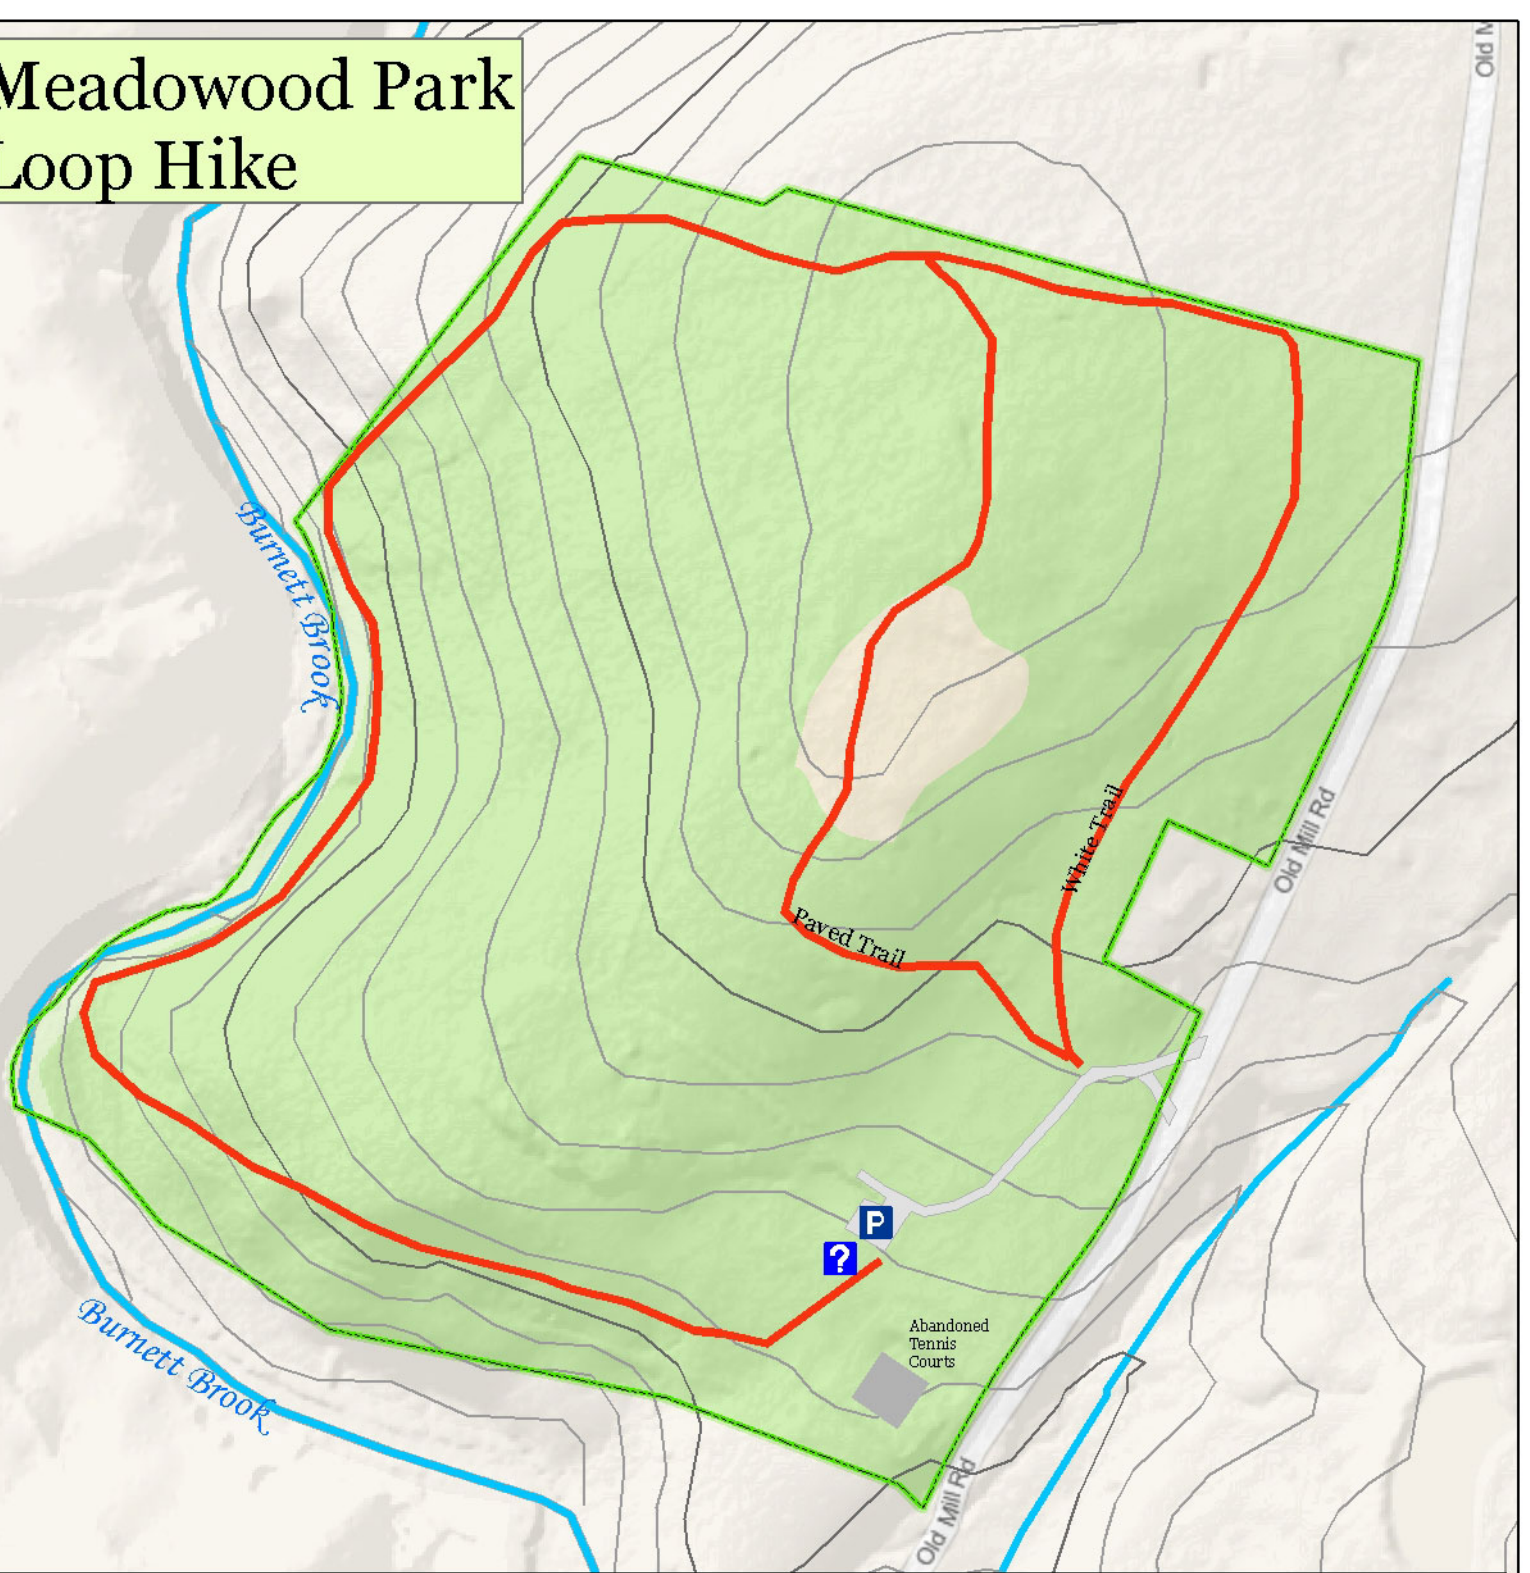 Meadowood Park
Loop Hike
Old M
Burnett Brook
White Trail
Old Mill Rd
Paved Trail
P
?
Abandoned
Tennis
Courts
Burnett Brook
Old Mill Rd